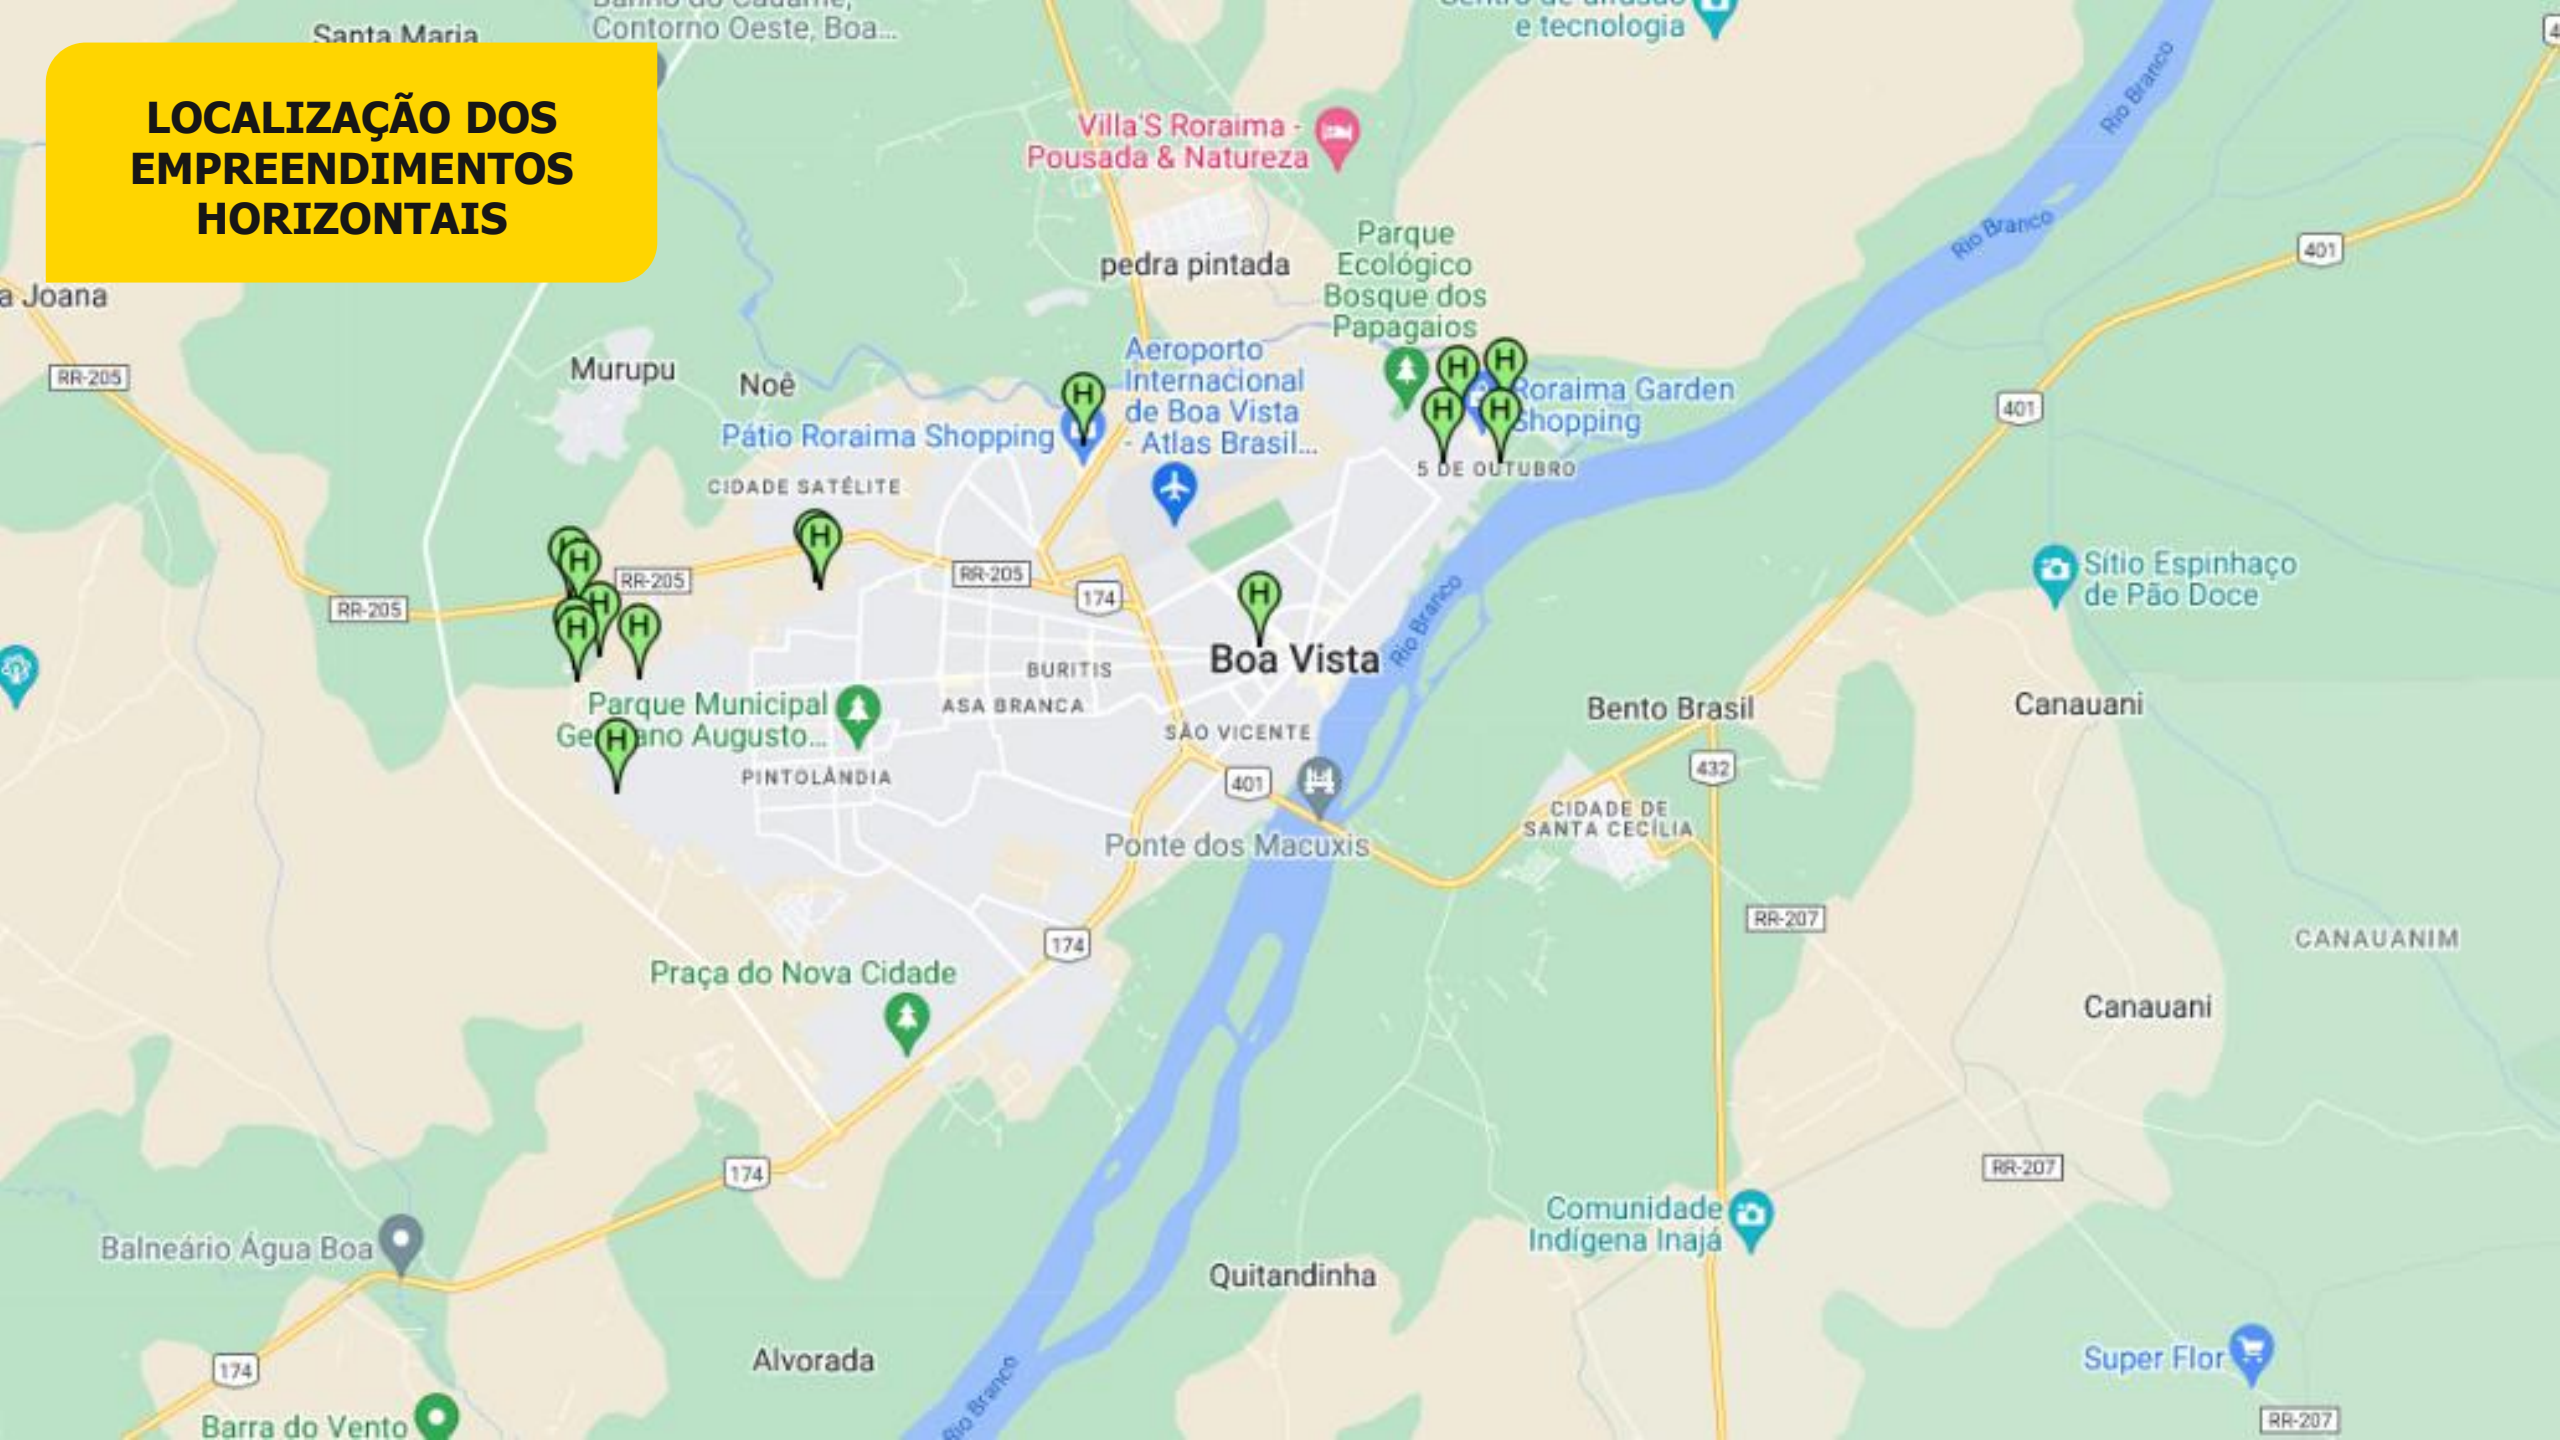 Santa Maria
Contorno Oeste, Boa...
e tecnologia
LOCALIZAÇÃO DOS
EMPREENDIMENTOS
HORIZONTAIS
Rio Branco
Villa'S Roraima -
Pousada & Natureza
Rio Branco
401
Parque
Ecológico
Bosque dos
Papagaios
pedra pintada
a Joana
RR-205
Murupu
Noê
Aeroporto
Internacional
de Boa Vista
- Atlas Brasil...
H
H
H
H
H
Roraima Garden
Shopping
401
Pátio Roraima Shopping
CIDADE SATÉLITE
5 DE OUTUBRO
H
H
H
RR-205
RR-205
RR-205
174
H
H
H
H
Rio Branco
Sítio Espinhaço
de Pão Doce
Boa Vista
BURITIS
ASA BRANCA
Parque Municipal
Ge
H
ano Augusto...
SÃO VICENTE
PINTOLÂNDIA
401
Bento Brasil
432
Canauani
CIDADE DE
SANTA CECÍLIA
Ponte dos Macuxis
RR-207
174
CANAUANIM
Praça do Nova Cidade
Canauani
174
RR-207
Comunidade
Indígena Inajá
Balneário Água Boa
Quitandinha
Alvorada
174
Super Flor
Rio Branco
Barra do Vento
RR-207